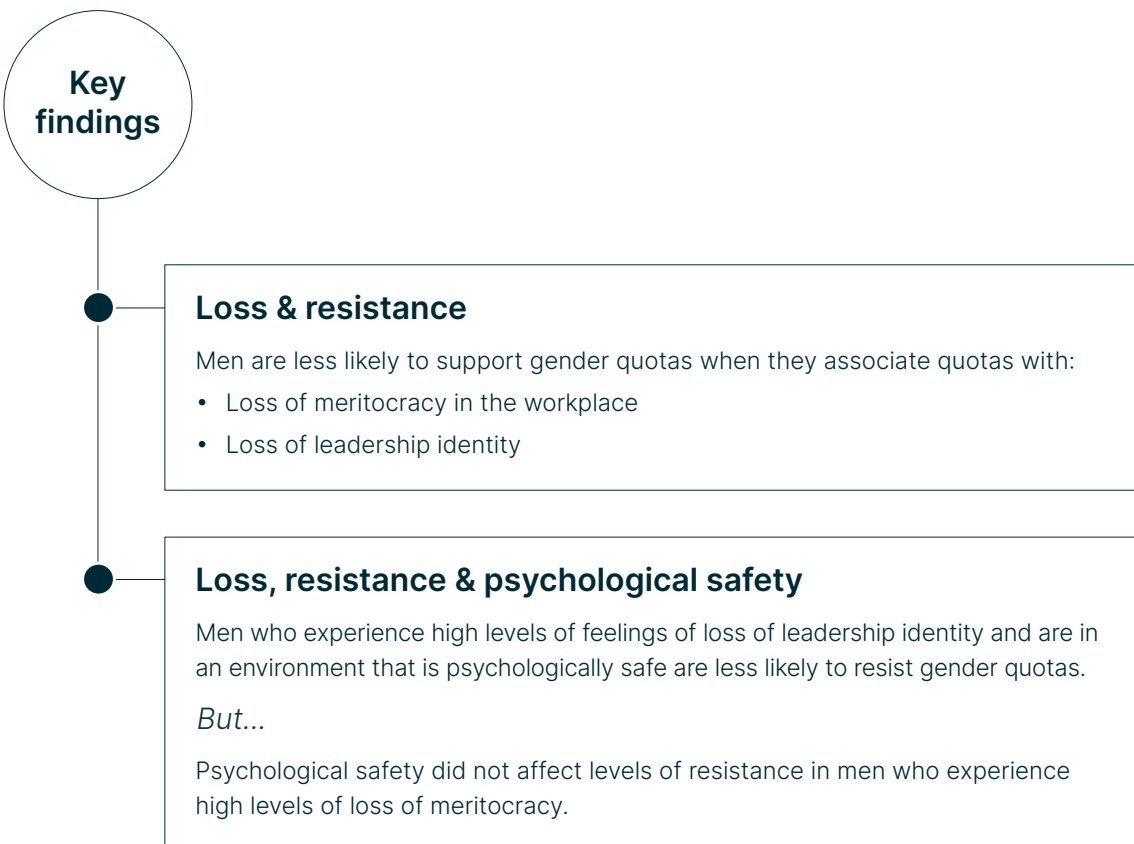 Key
findings
Loss & resistance
Men are less likely to support gender quotas when they associate quotas with:
• Loss of meritocracy in the workplace
• Loss of leadership identity
Loss, resistance & psychological safety
Men who experience high levels of feelings of loss of leadership identity and are in
an environment that is psychologically safe are less likely to resist gender quotas.
But...
Psychological safety did not affect levels of resistance in men who experience
high levels of loss of meritocracy.